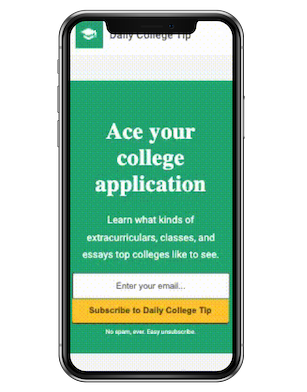 Daily College Tip
Ace your
college
application
Learn what kinds of
extracurriculars, classes, and
essays top colleges like to see.
Enter your email...
Subscribe to Daily College Tip
No spam, ever. Easy unsubscribe.